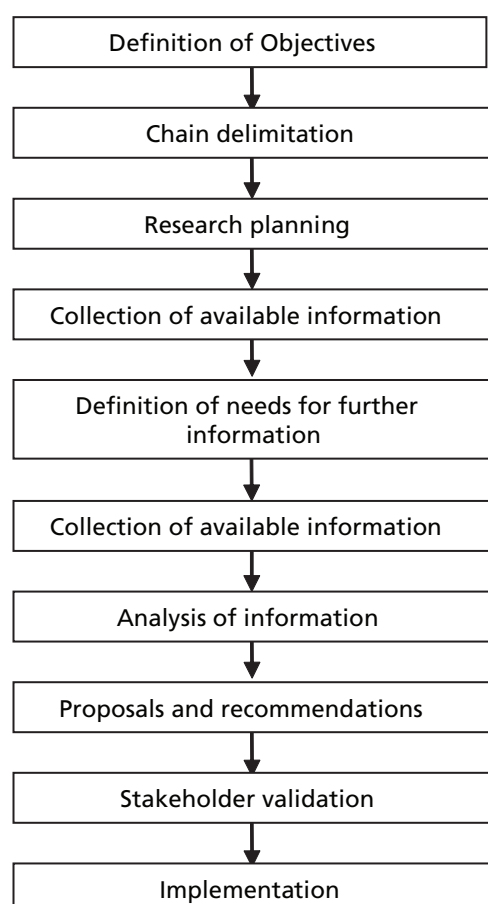 Definition of Objectives
Chain delimitation
Research planning
Collection of available information
Definition of needs for further
information
Collection of available information
Analysis of information
Proposals and recommendations
Stakeholder validation
Implementation